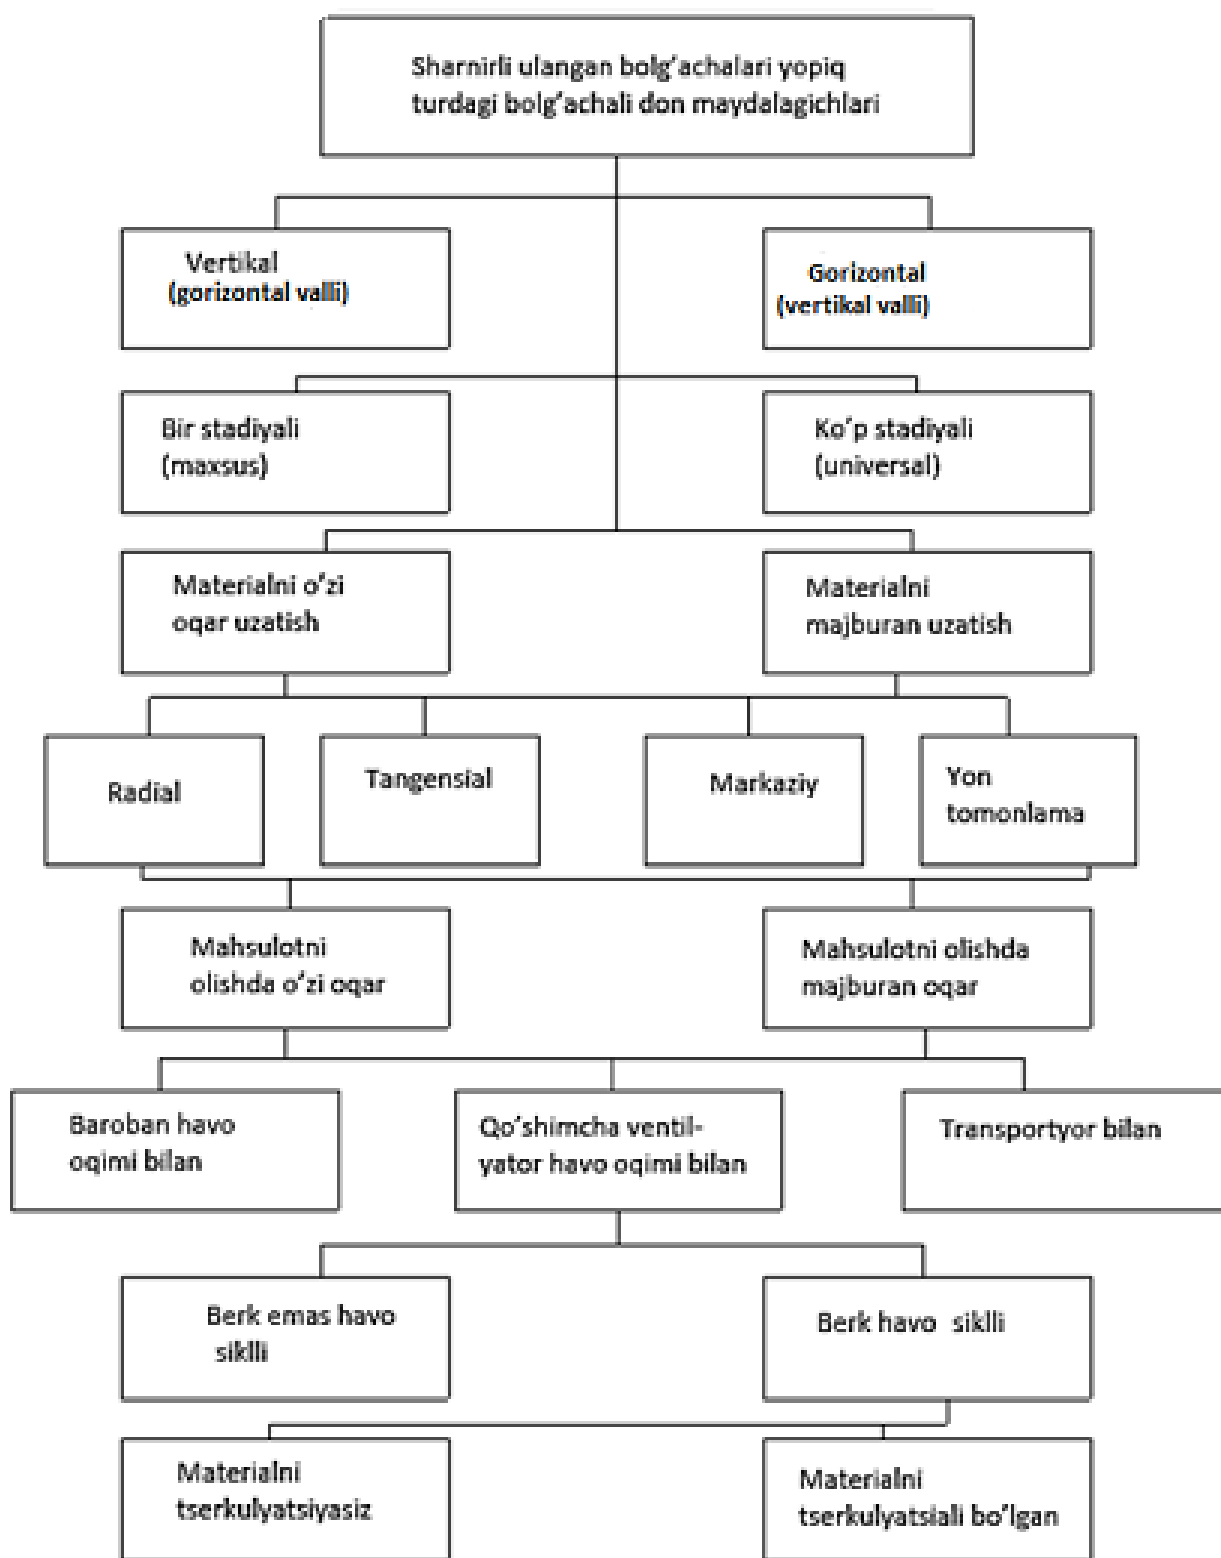 Sharnirli ulangan bolg'achalari yopiq
turdagi bolg'achali don maydalagichlari
Vertikal
(gorizontal valli)
Gorizontal
(vertikal valli)
Bir stadiyali
(maxsus)
Ko'p stadiyali
(universal)
Materialni o'zi
oqar uzatish
Materialni
majburan uzatish
Radial
Tangensial
Markaziy
Yon
tomonlama
Mahsulotni
olishda o'zi oqar
Mahsulotni olishda
majburan oqar
Baroban havo
oqimi bilan
Qo'shimcha ventil-
yator havo oqimi bilan
Transportyor bilan
Berk emas havo
siklli
Berk havo siklli
Materialni
tserkulyatsiyasiz
Materialni
tserkulyatsiali bo'lgan